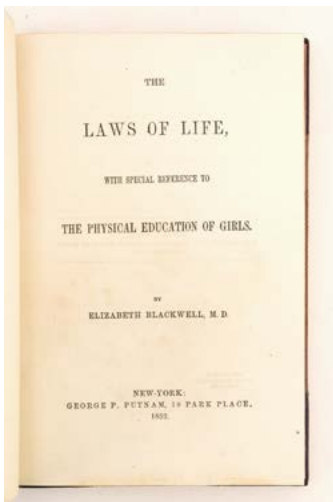 THE
LAWS OF LIFE,
WITH SPECIAL REFERENCE TO
THE PHYSICAL EDUCATION OF GIRLS.
BY
ELIZABETH BLACKWELL, M. D.
NEW-YORK:
GEORGE P. PUTNAM, 10 PARK PLACE,
1852.